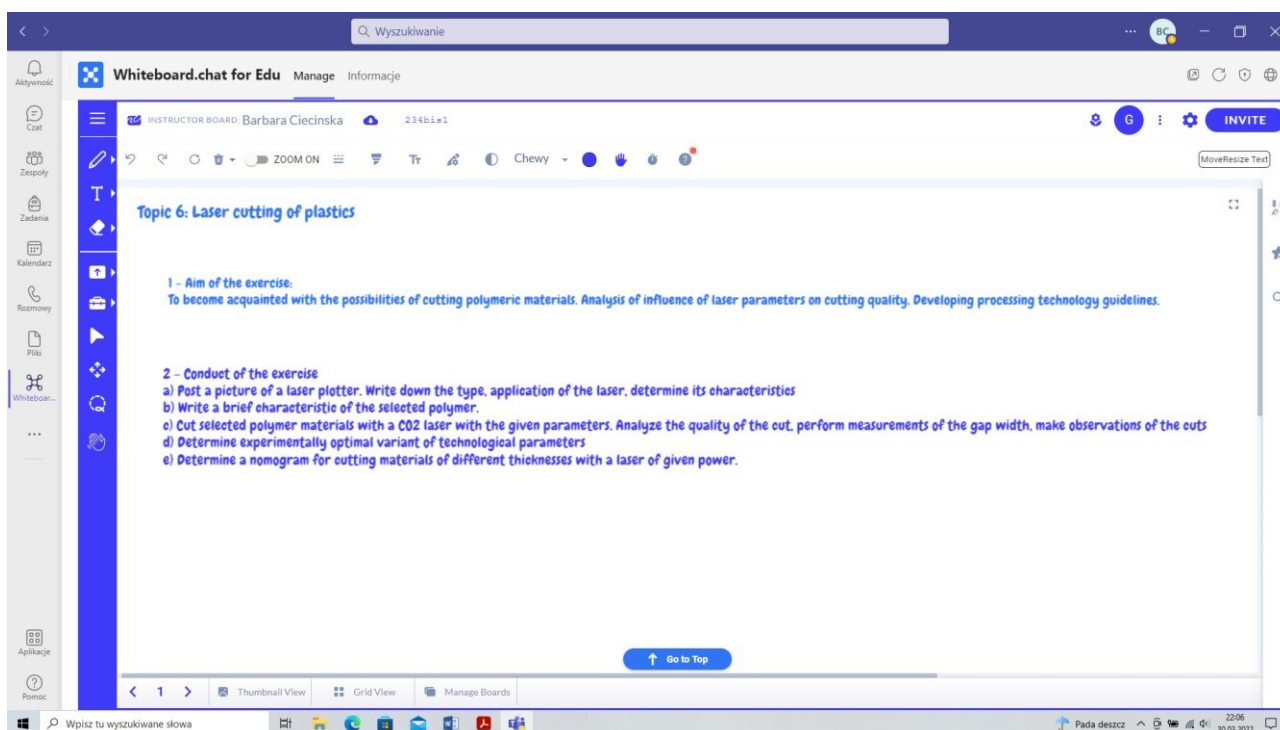 Wyszukiwanie
BC
Aktywność
Whiteboard.chat for Edu Manage Informacje
Czat
INSTRUCTOR BOARD: Barbara Ciecinska 234bis1
G
INVITE
Zespoły
ZOOM ON Tt Chewy
MoveResize Text
Zadania
Topic 6: Laser cutting of plastics
Kalendarz
1 - Aim of the exercise:
To become acquainted with the possibilities of cutting polymeric materials. Analysis of influence of laser parameters on cutting quality. Developing processing technology guidelines.
Rozmowy
Pliki
2 - Conduct of the exercise
a) Post a picture of a laser plotter. Write down the type, application of the laser, determine its characteristics
Whiteboar...
b) Write a brief characteristic of the selected polymer.
c) Cut selected polymer materials with a CO2 laser with the given parameters. Analyze the quality of the cut, perform measurements of the gap width, make observations of the cuts
d) Determine experimentally optimal variant of technological parameters
e) Determine a nomogram for cutting materials of different thicknesses with a laser of given power.
Aplikacje
Go to Top
Pomoc
1 Thumbnail View Grid View Manage Boards
Wpisz tu wyszukiwane słowa
Pada deszcz
22:06
30.03.2022